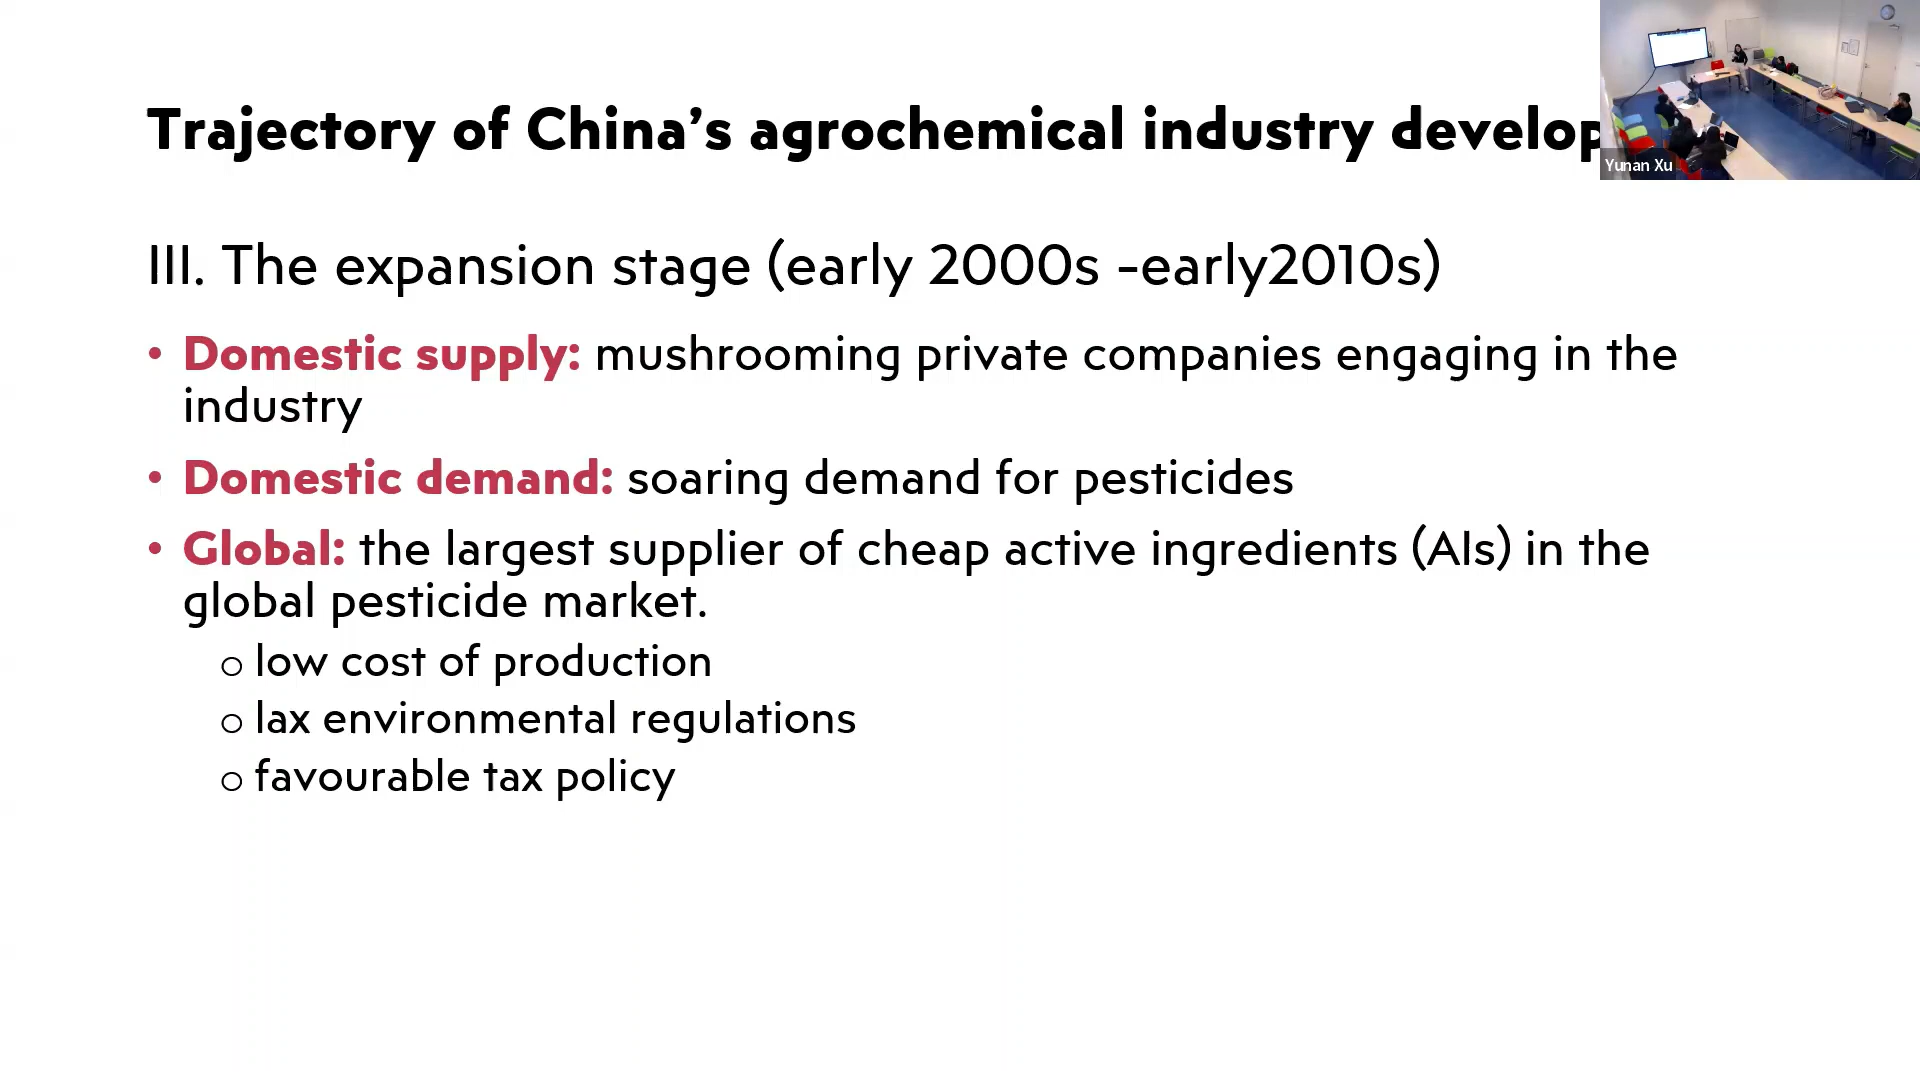 Trajectory of China’s agrochemical industry develop
Yunan Xu
III. The expansion stage (early 2000s -early2010s)
• Domestic supply: mushrooming private companies engaging in the
industry
• Domestic demand: soaring demand for pesticides
• Global: the largest supplier of cheap active ingredients (AIs) in the
global pesticide market.
o low cost of production
o lax environmental regulations
o favourable tax policy